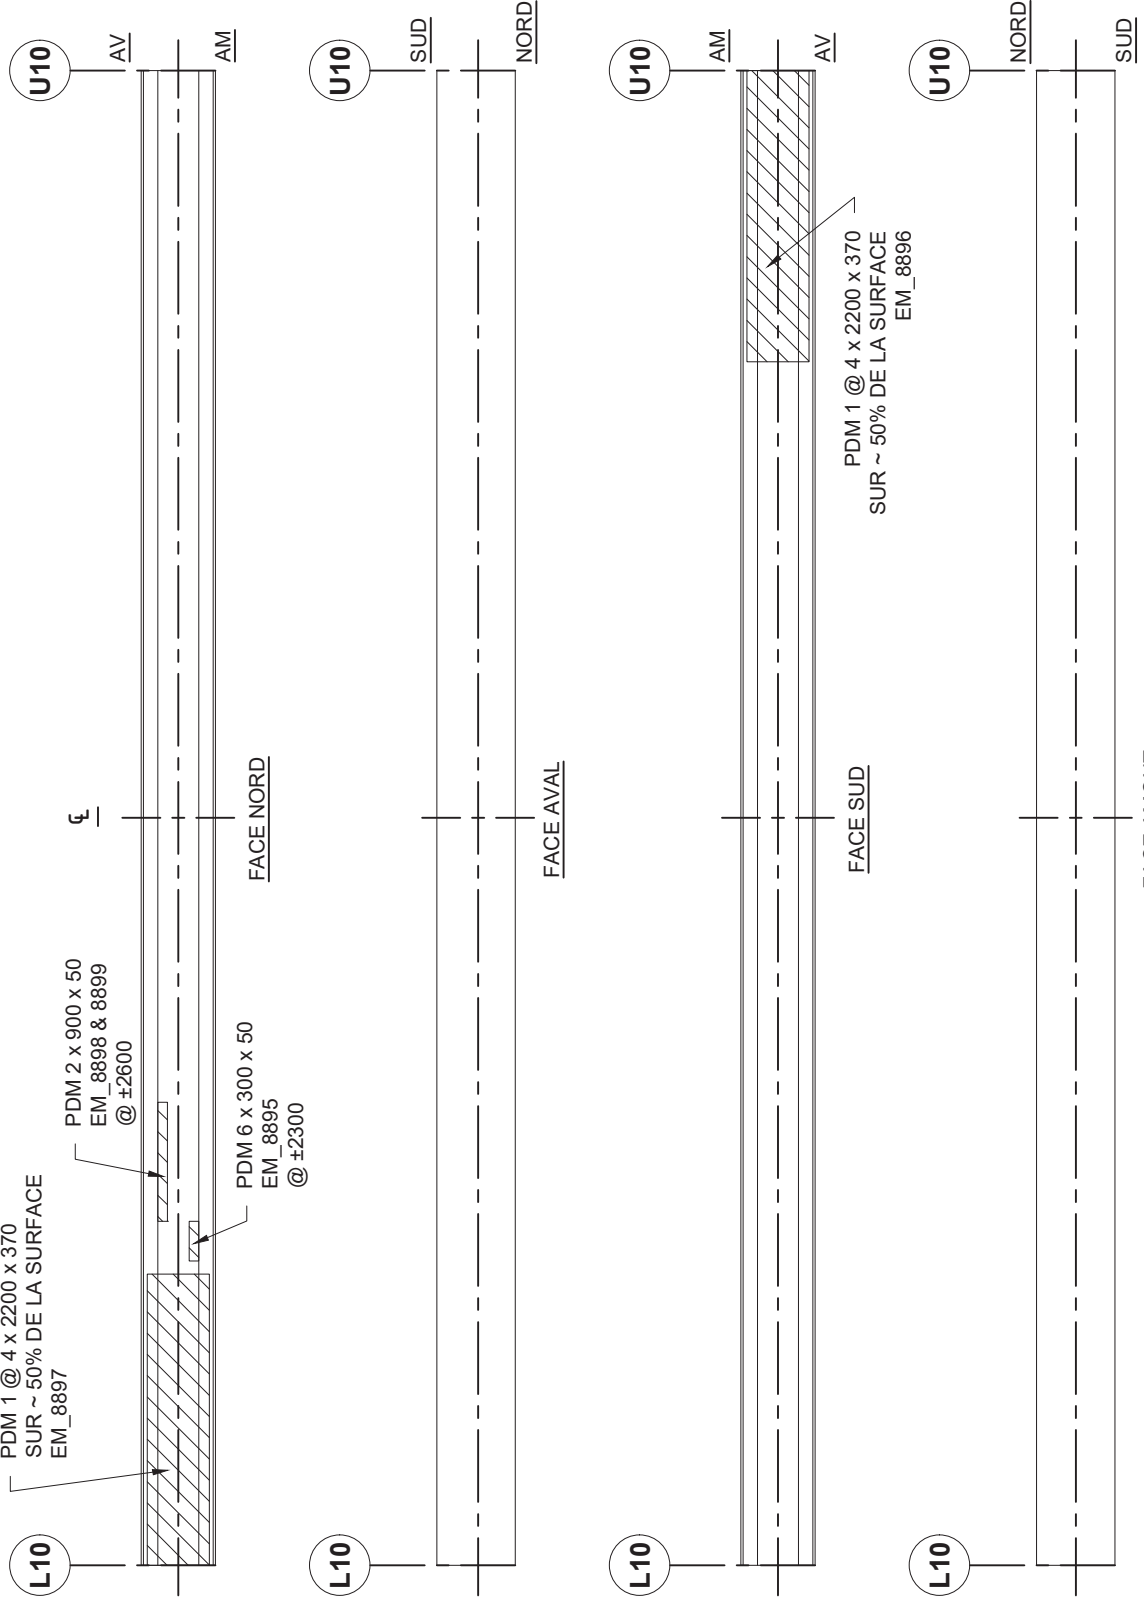 PDM 1 @ 4 x 2200 x 370
SUR ~ 50% DE LA SURFACE
EM_8897
PDM 2 x 900 x 50
EM_8898 & 8899
@ ±2600
PDM 6 x 300 x 50
EM_8895
@ ±2300
L10
℄
U10
AV
AM
FACE NORD
L10
U10
SUD
NORD
FACE AVAL
L10
U10
AM
AV
PDM 1 @ 4 x 2200 x 370
SUR ~ 50% DE LA SURFACE
EM_8896
FACE SUD
L10
U10
NORD
SUD